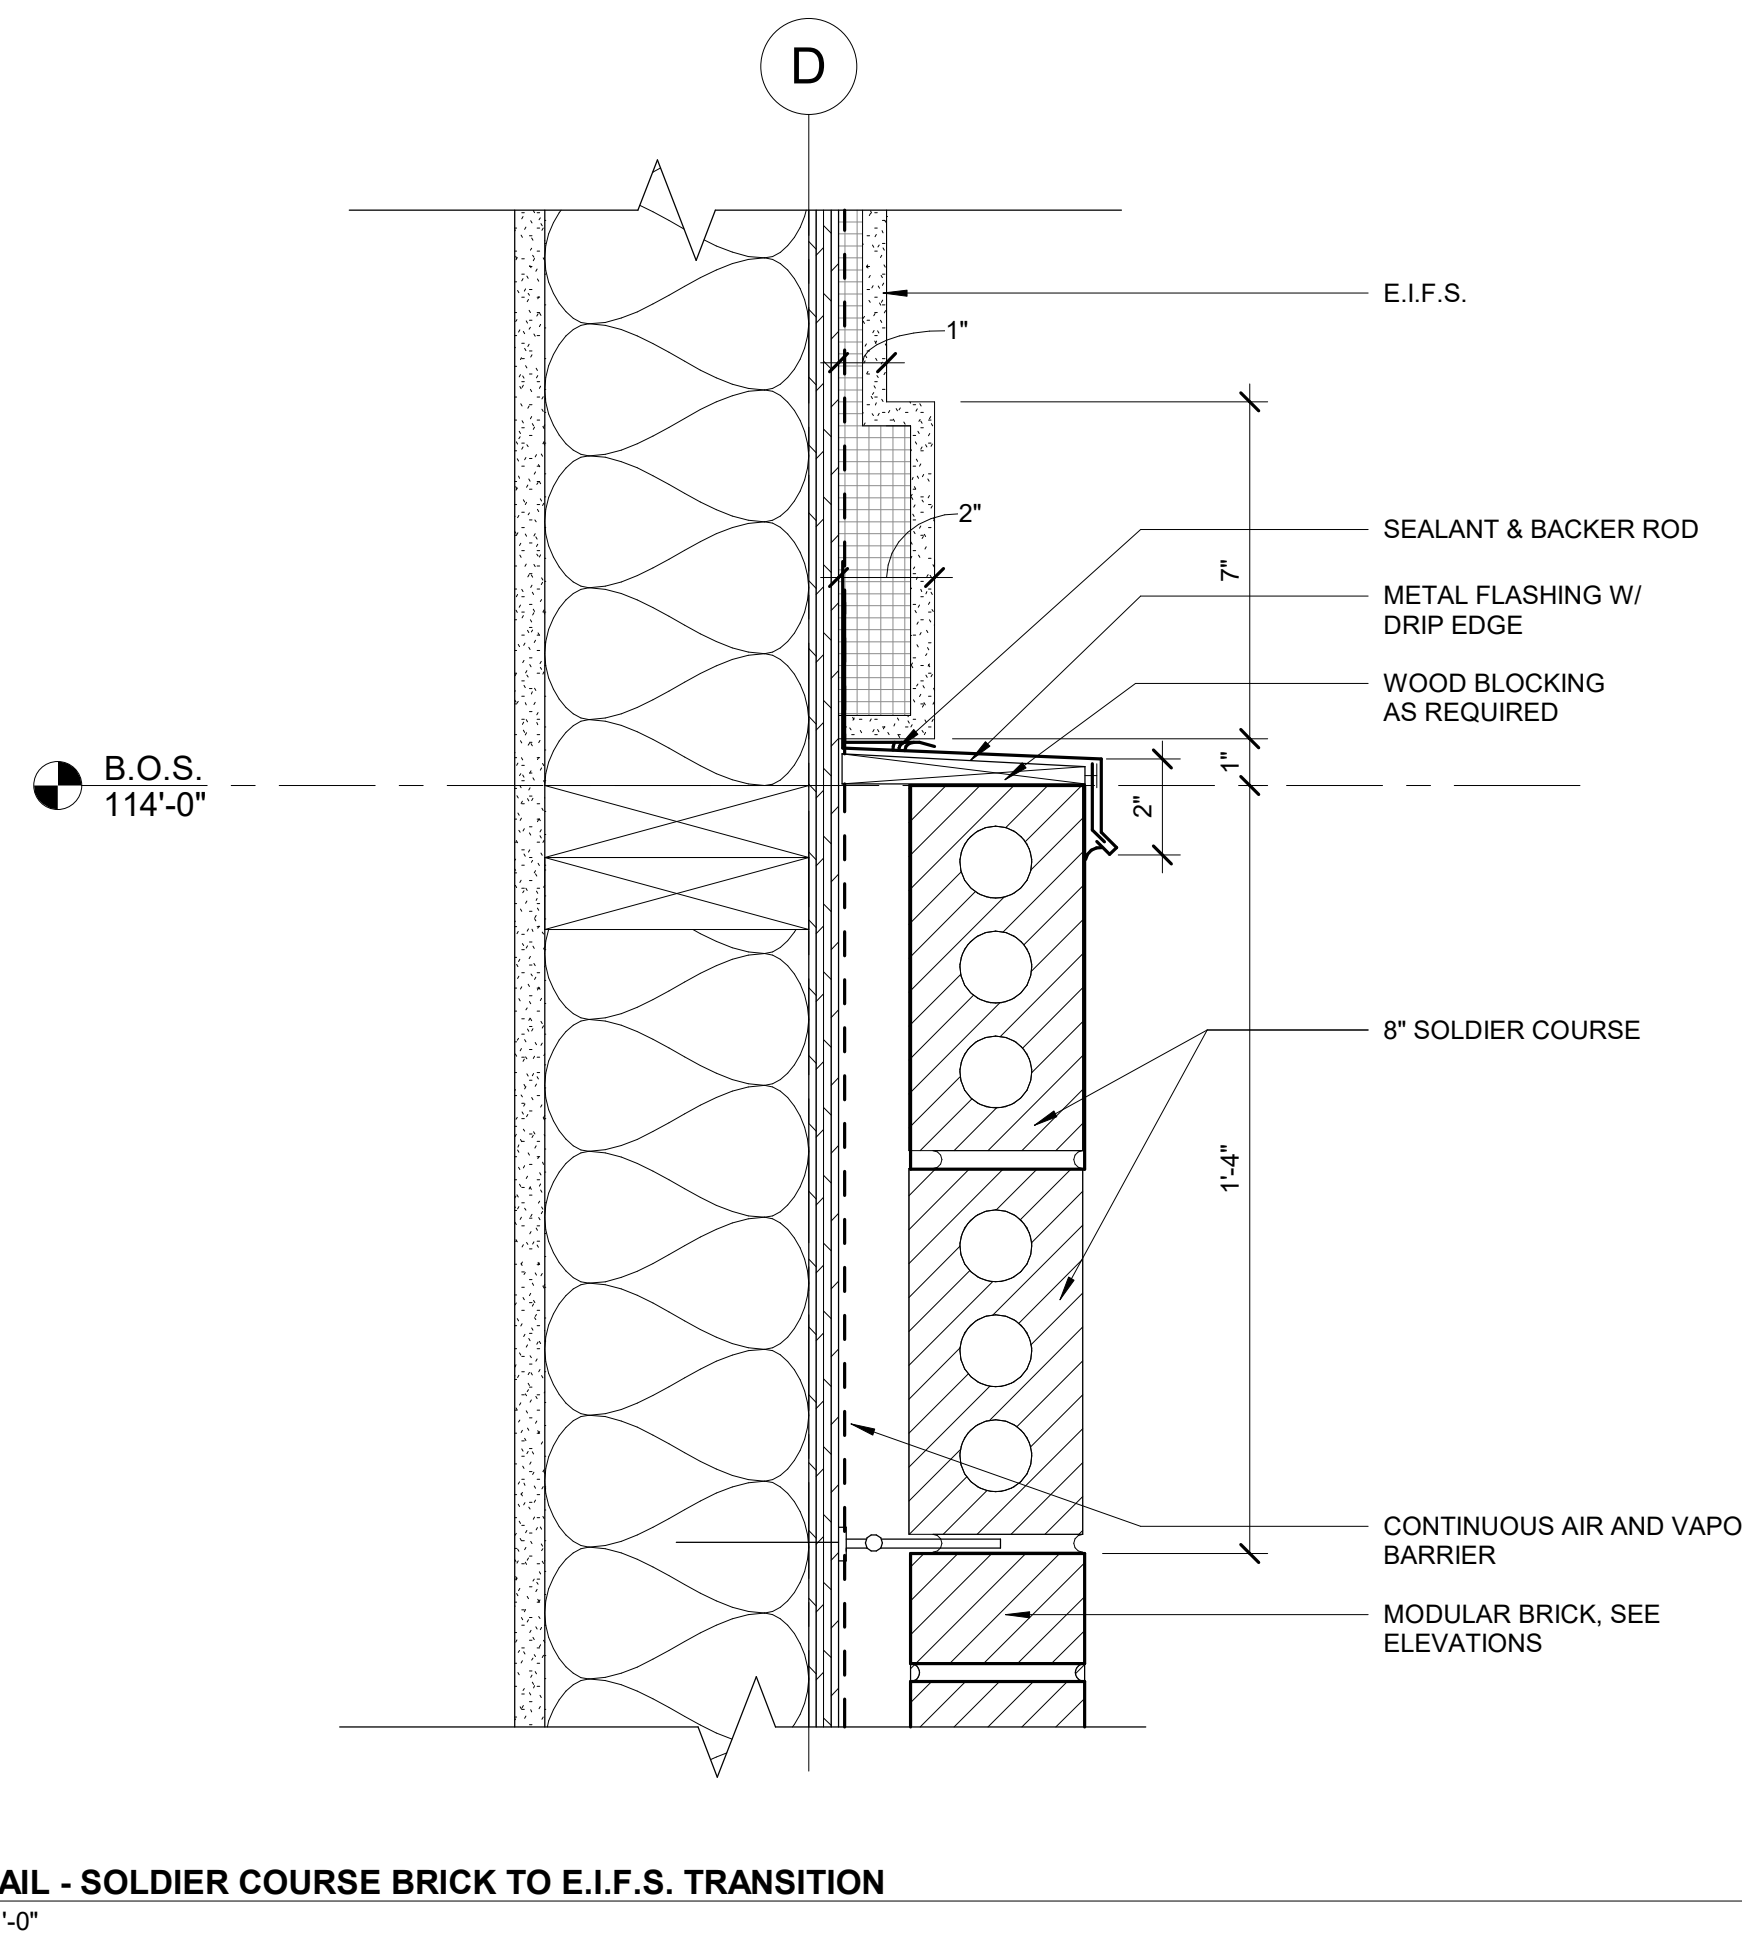 D
E.I.F.S.
1"
2"
SEALANT & BACKER ROD
7"
METAL FLASHING W/
DRIP EDGE
WOOD BLOCKING
AS REQUIRED
B.O.S.
114'-0"
1"
2"
8" SOLDIER COURSE
1'-4"
CONTINUOUS AIR AND VAPO
BARRIER
MODULAR BRICK, SEE
ELEVATIONS
AIL - SOLDIER COURSE BRICK TO E.I.F.S. TRANSITION
'-0"